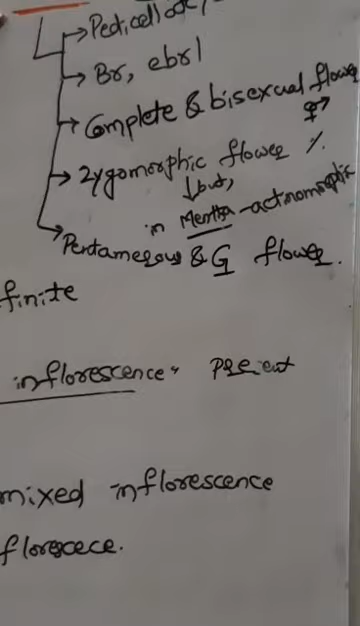 Pedicellate,
Br, ebrl
Complete & bisexual flower
⚥
Zygomorphic flower %
↓but,
in Mentha - actinomorphic
Pentamerous & G flower.
finite
inflorescence" present
mixed inflorescence
florescece.